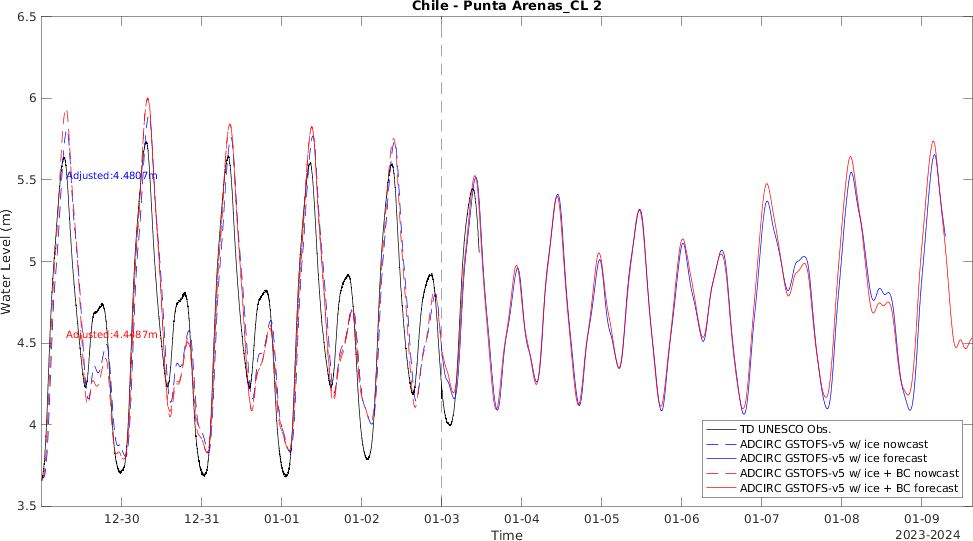 Chile - Punta Arenas_CL 2
6.5
6
5.5
5
4.5
4
3.5
Water Level (m)
Adjusted:4.4807m
Adjusted:4.4487m
TD UNESCO Obs.
ADCIRC GSTOFS-v5 w/ ice nowcast
ADCIRC GSTOFS-v5 w/ ice forecast
ADCIRC GSTOFS-v5 w/ ice + BC nowcast
ADCIRC GSTOFS-v5 w/ ice + BC forecast
12-30 12-31 01-01 01-02 01-03 01-04 01-05 01-06 01-07 01-08 01-09
Time
2023-2024